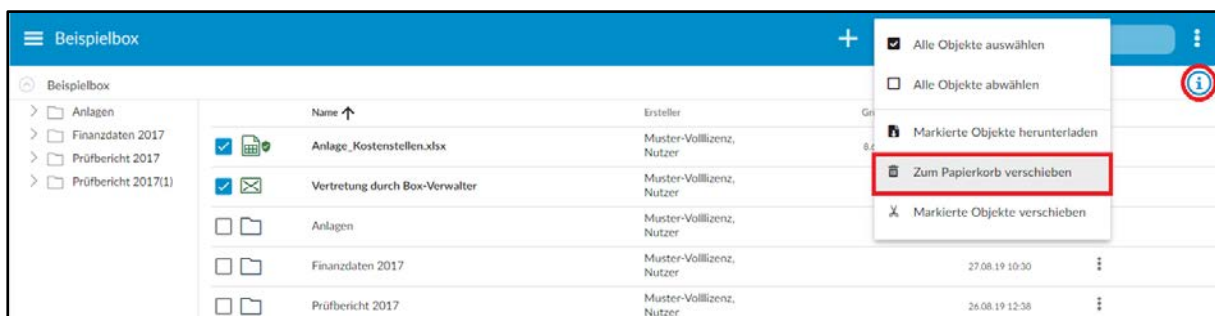 Beispielbox
Beispielbox
Anlagen
Finanzdaten 2017
Prüfbericht 2017
Prüfbericht 2017(1)
Name Ersteller
Anlage_Kostenstellen.xlsx Muster-Volllizenz,
Nutzer
Vertretung durch Box-Verwalter Muster-Volllizenz,
Nutzer
Anlagen Muster-Volllizenz,
Nutzer
Finanzdaten 2017 Muster-Volllizenz,
Nutzer 27.08.19 10:30
Prüfbericht 2017 Muster-Volllizenz,
Nutzer 26.08.19 12:38
Alle Objekte auswählen
Alle Objekte abwählen
Markierte Objekte herunterladen
Zum Papierkorb verschieben
Markierte Objekte verschieben